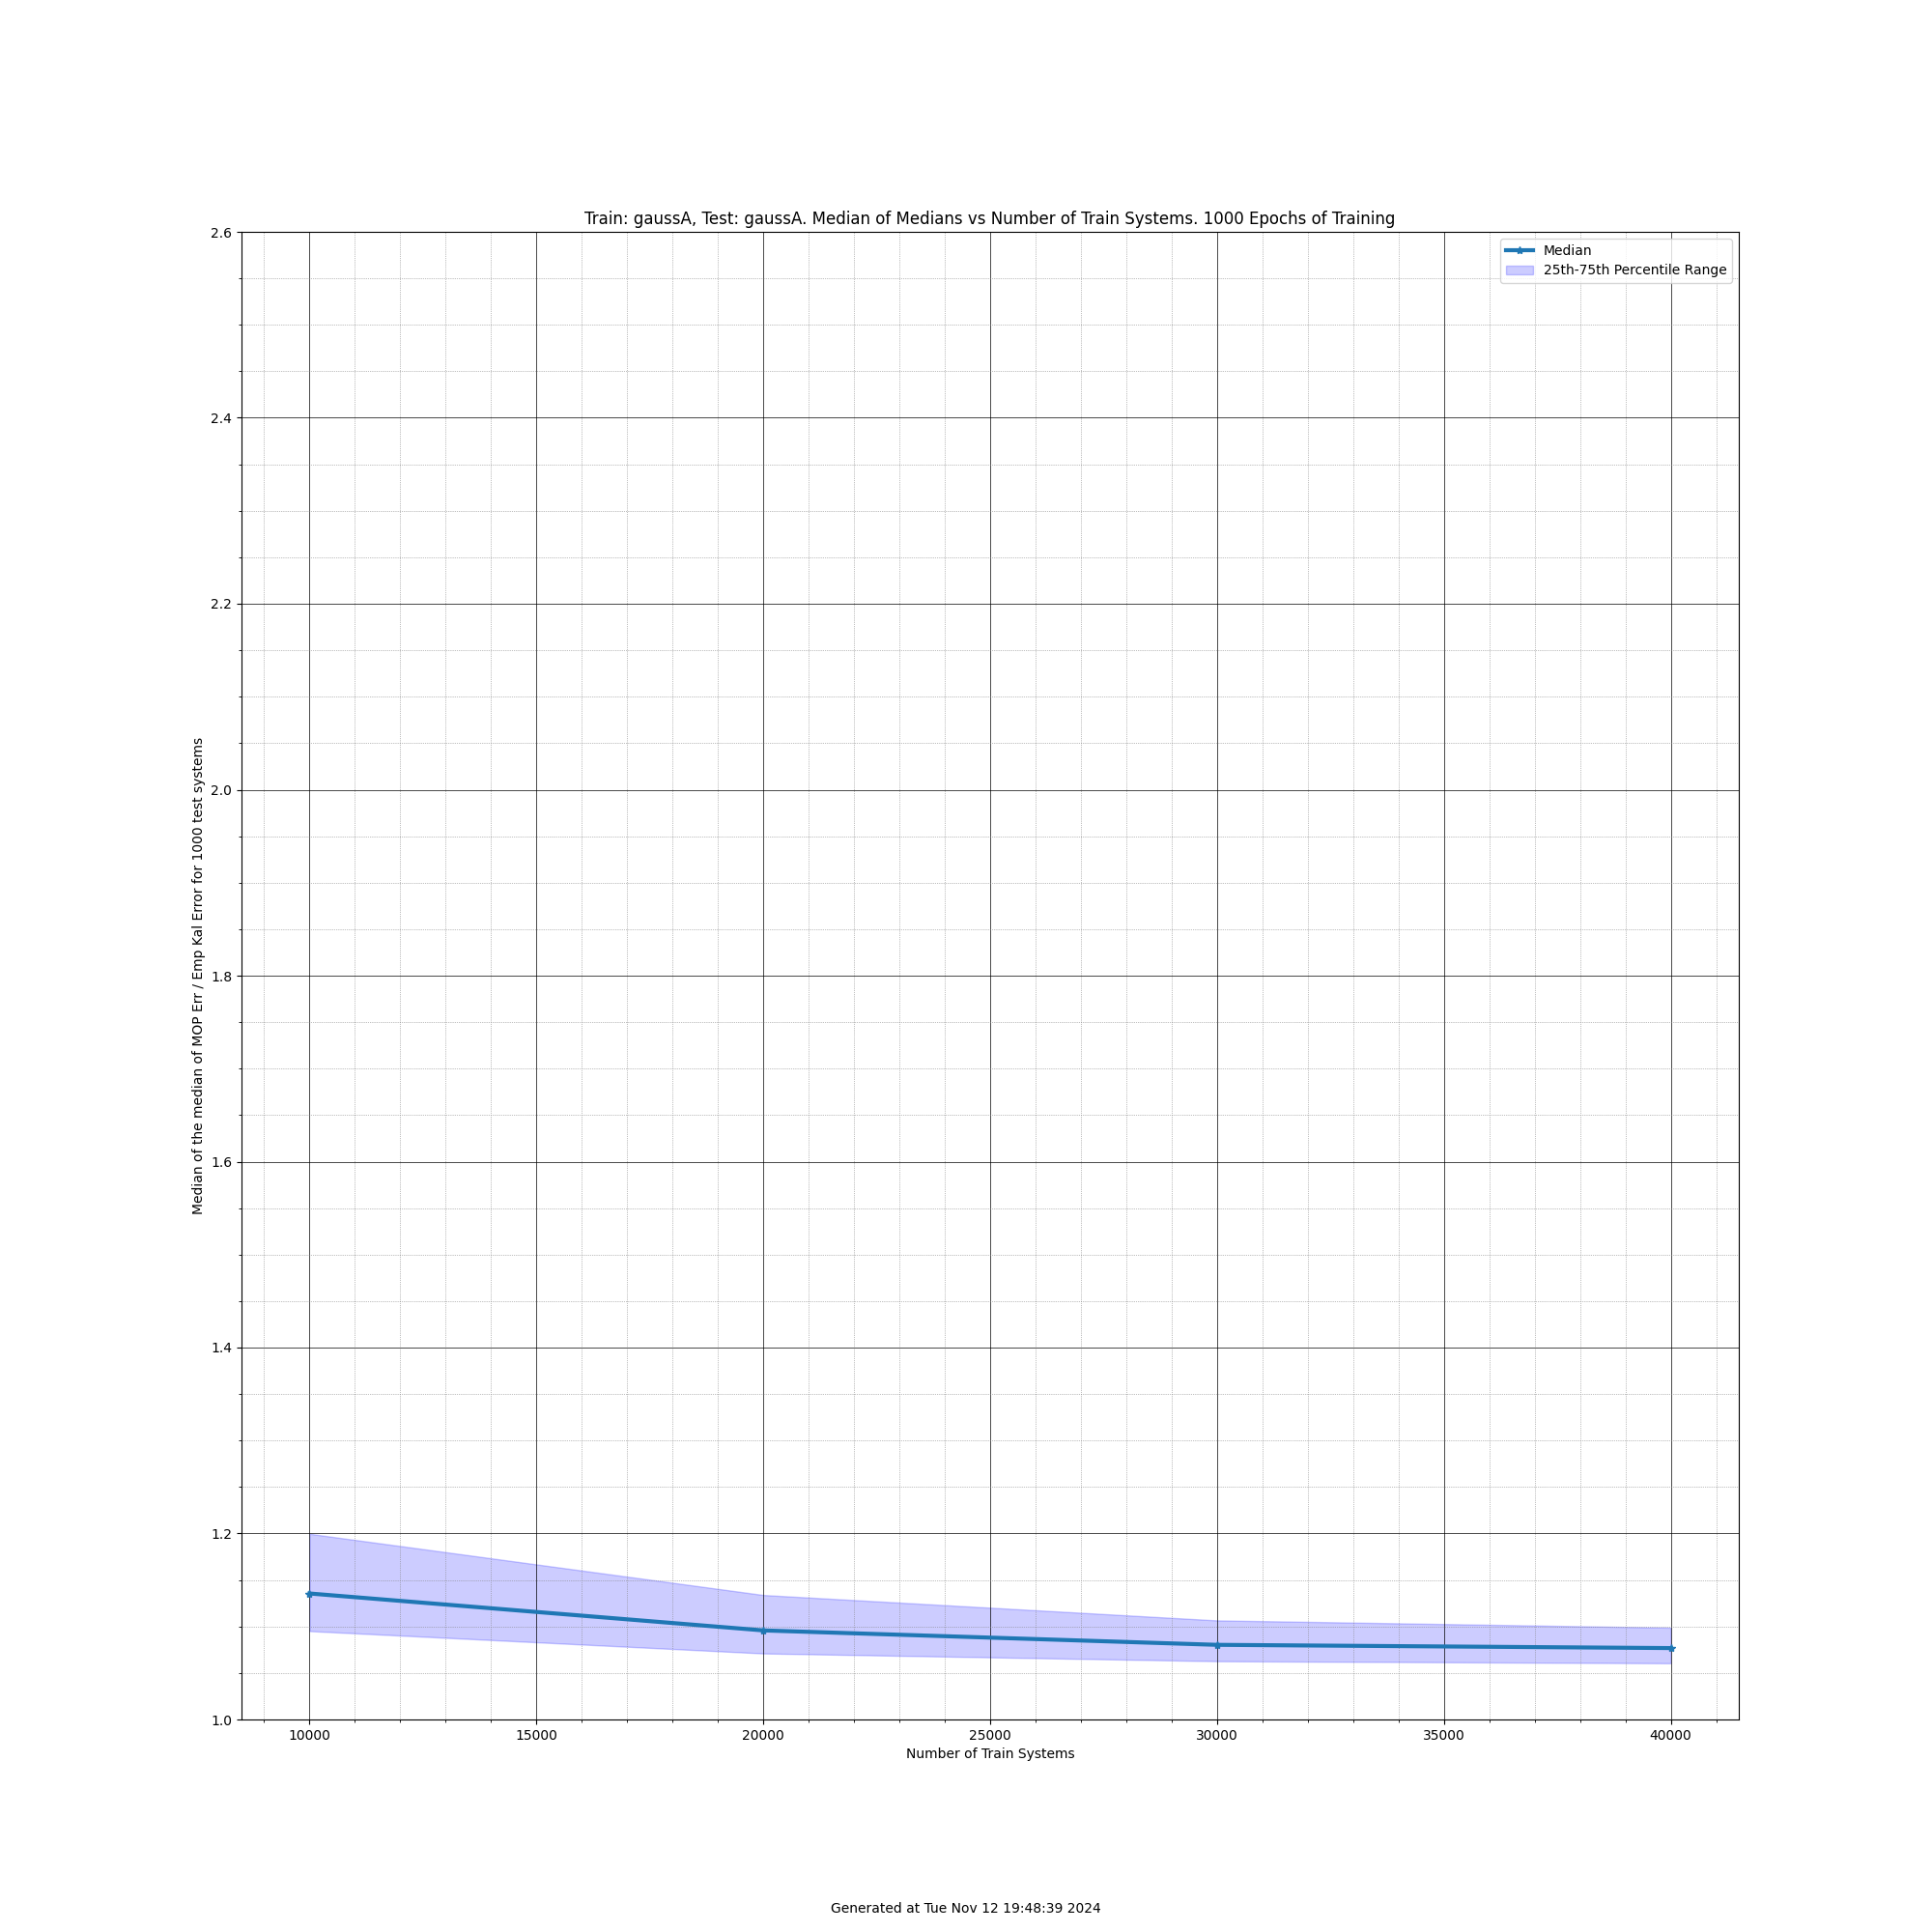 Train: gaussA, Test: gaussA. Median of Medians vs Number of Train Systems. 1000 Epochs of Training
Median
25th-75th Percentile Range
2.6
2.4
2.2
2.0
1.8
1.6
1.4
1.2
1.0
Median of the median of MOP Err / Emp Kal Error for 1000 test systems
10000 15000 20000 25000 30000 35000 40000
Number of Train Systems
Generated at Tue Nov 12 19:48:39 2024